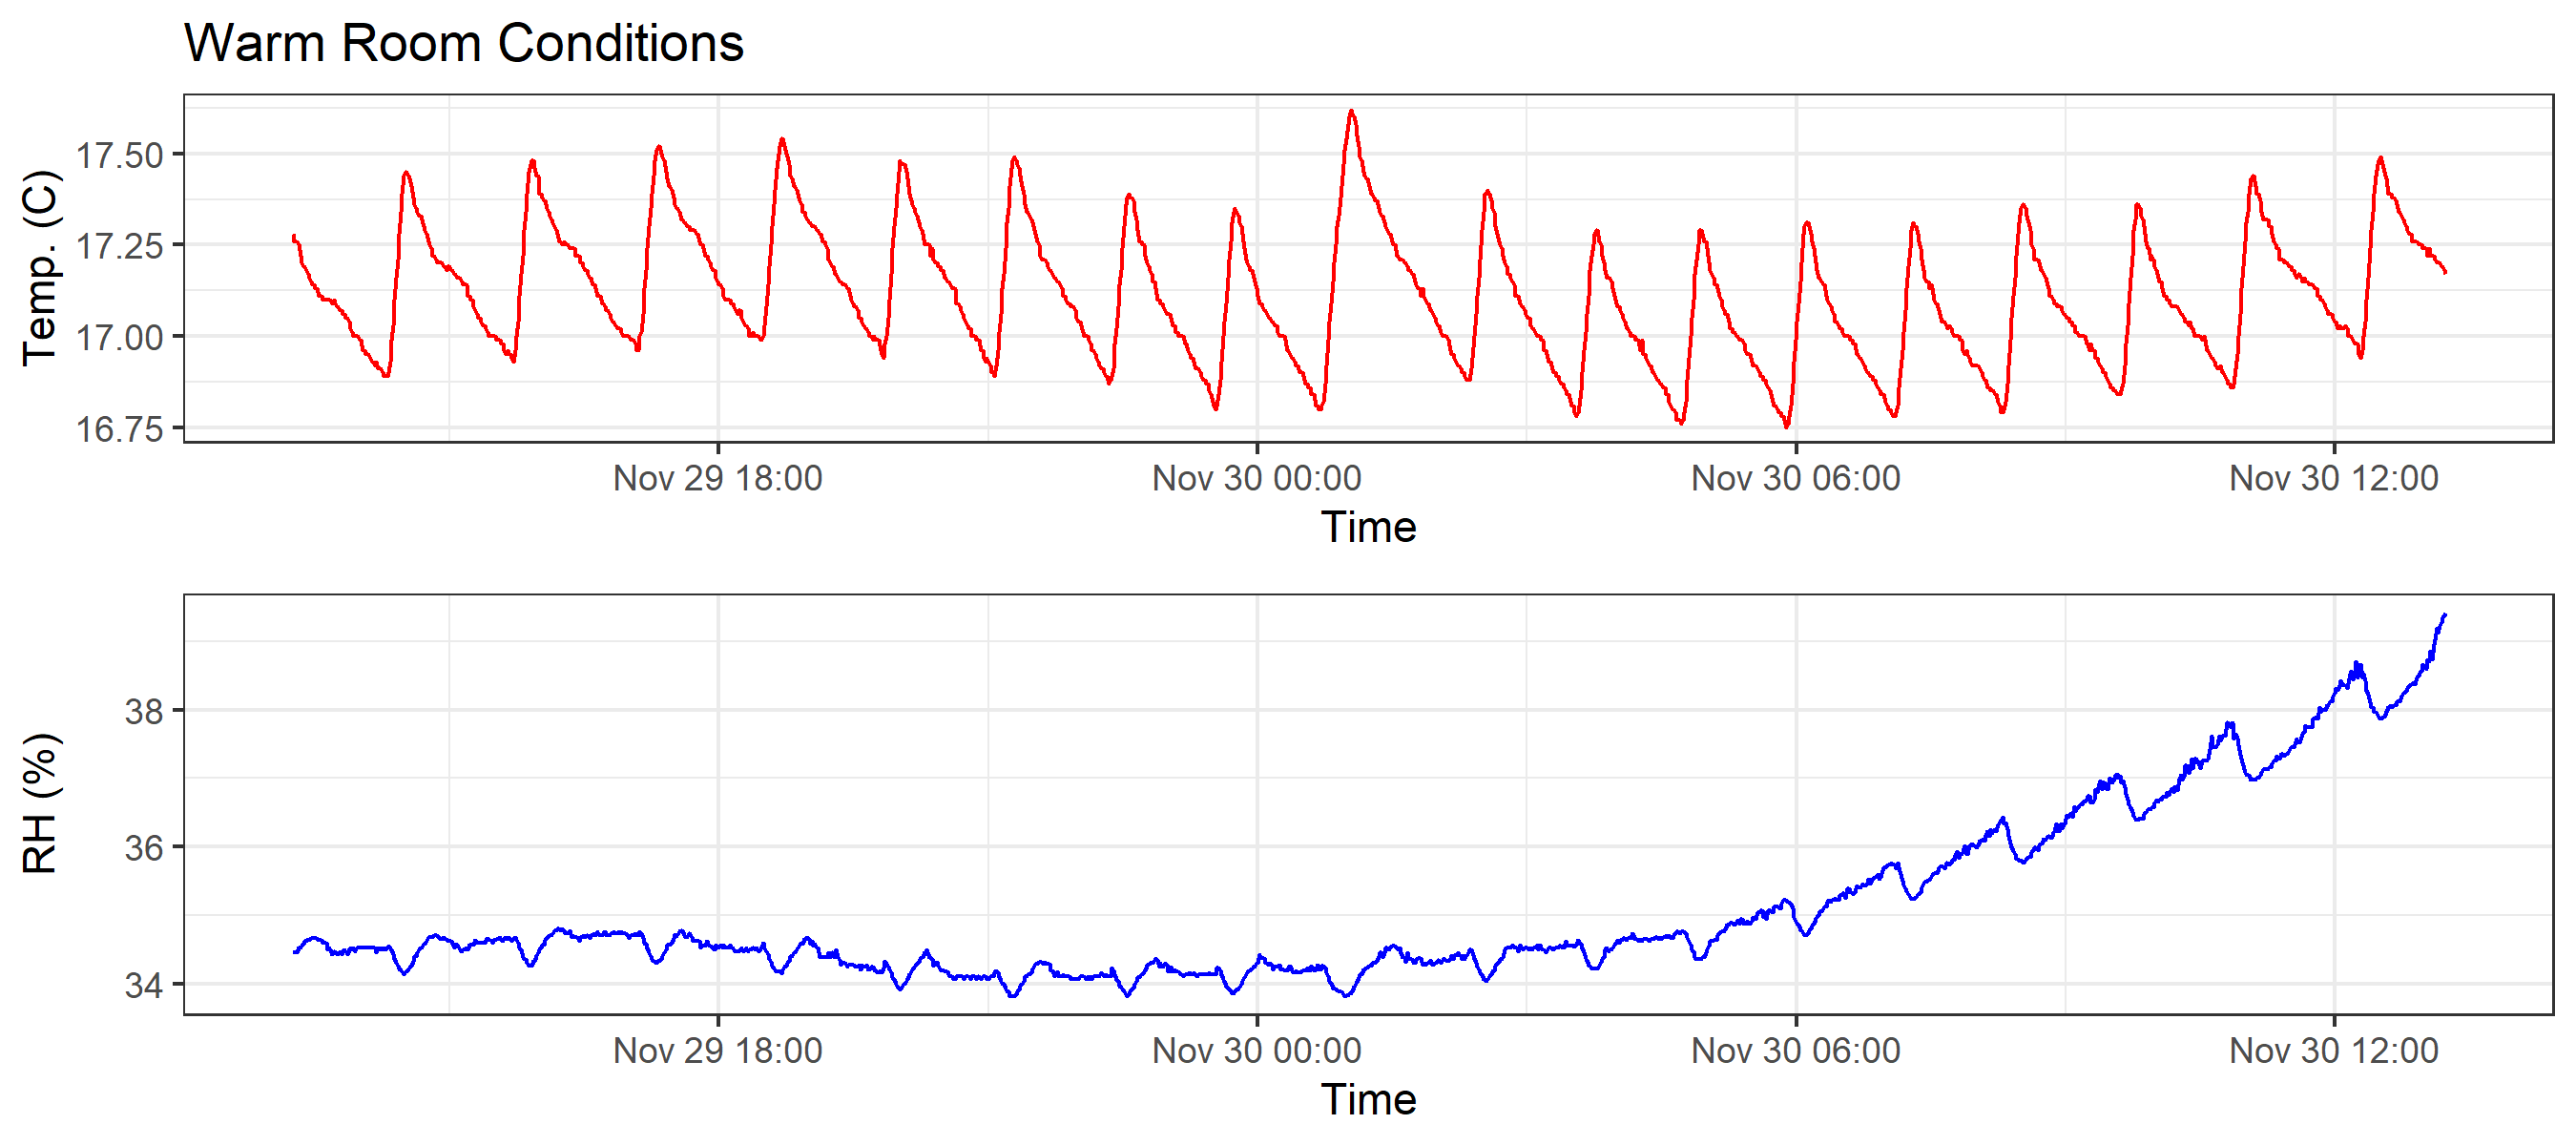 Warm Room Conditions
Temp. (C)
17.50
17.25
17.00
16.75
Nov 29 18:00 Nov 30 00:00 Nov 30 06:00 Nov 30 12:00
Time
RH (%)
38
36
34
Nov 29 18:00 Nov 30 00:00 Nov 30 06:00 Nov 30 12:00
Time